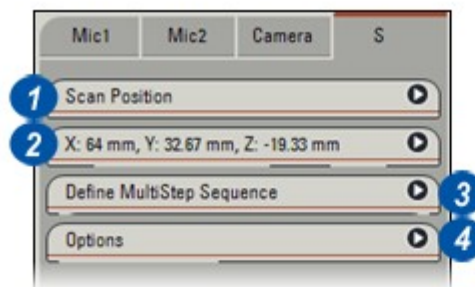 Mic1 Mic2 Camera S
1 Scan Position
2 X: 64 mm, Y: 32.67 mm, Z: -19.33 mm
Define MultiStep Sequence 3
Options 4